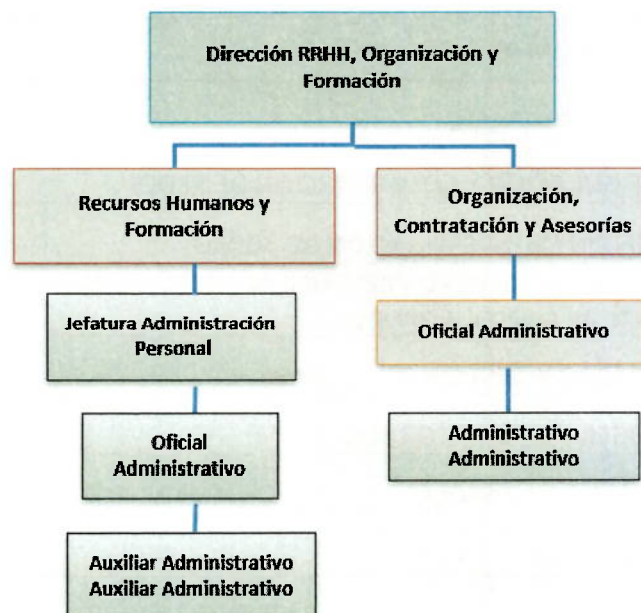 Dirección RRHH, Organización y
Formación
Recursos Humanos y
Formación
Organización,
Contratación y Asesorías
Jefatura Administración
Personal
Oficial Administrativo
Oficial
Administrativo
Administrativo
Administrativo
Auxiliar Administrativo
Auxiliar Administrativo